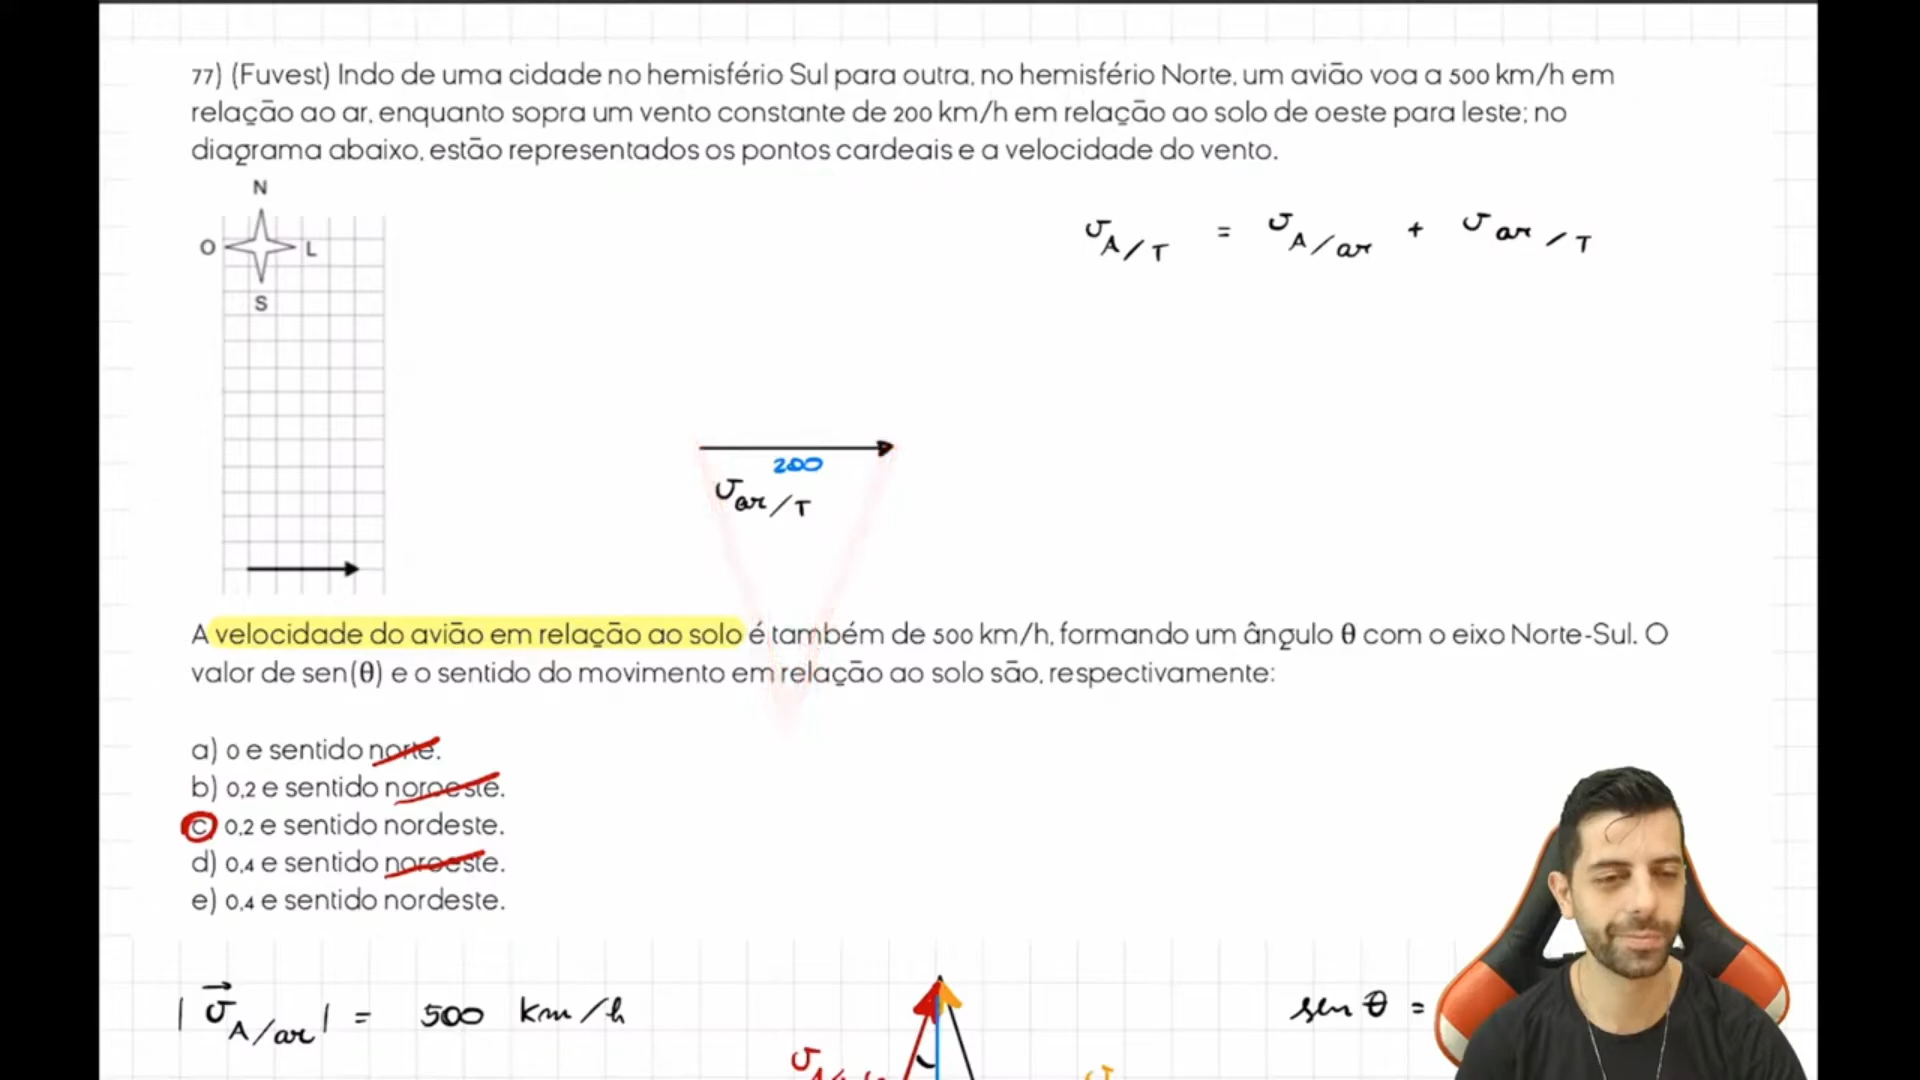 77) (Fuvest) Indo de uma cidade no hemisfério Sul para outra, no hemisfério Norte, um avião voa a 500 km/h em
relação ao ar, enquanto sopra um vento constante de 200 km/h em relação ao solo de oeste para leste; no
diagrama abaixo, estão representados os pontos cardeais e a velocidade do vento.
N
O L
S
v A/T = v A/ar + v ar/T
200
v ar/T
A velocidade do avião em relação ao solo é também de 500 km/h, formando um ângulo θ com o eixo Norte-Sul. O
valor de sen(θ) e o sentido do movimento em relação ao solo são, respectivamente:
a) 0 e sentido norte.
b) 0,2 e sentido noroeste.
c) 0,2 e sentido nordeste.
d) 0,4 e sentido noroeste.
e) 0,4 e sentido nordeste.
|v A/ar| = 500 km/h
sen θ =